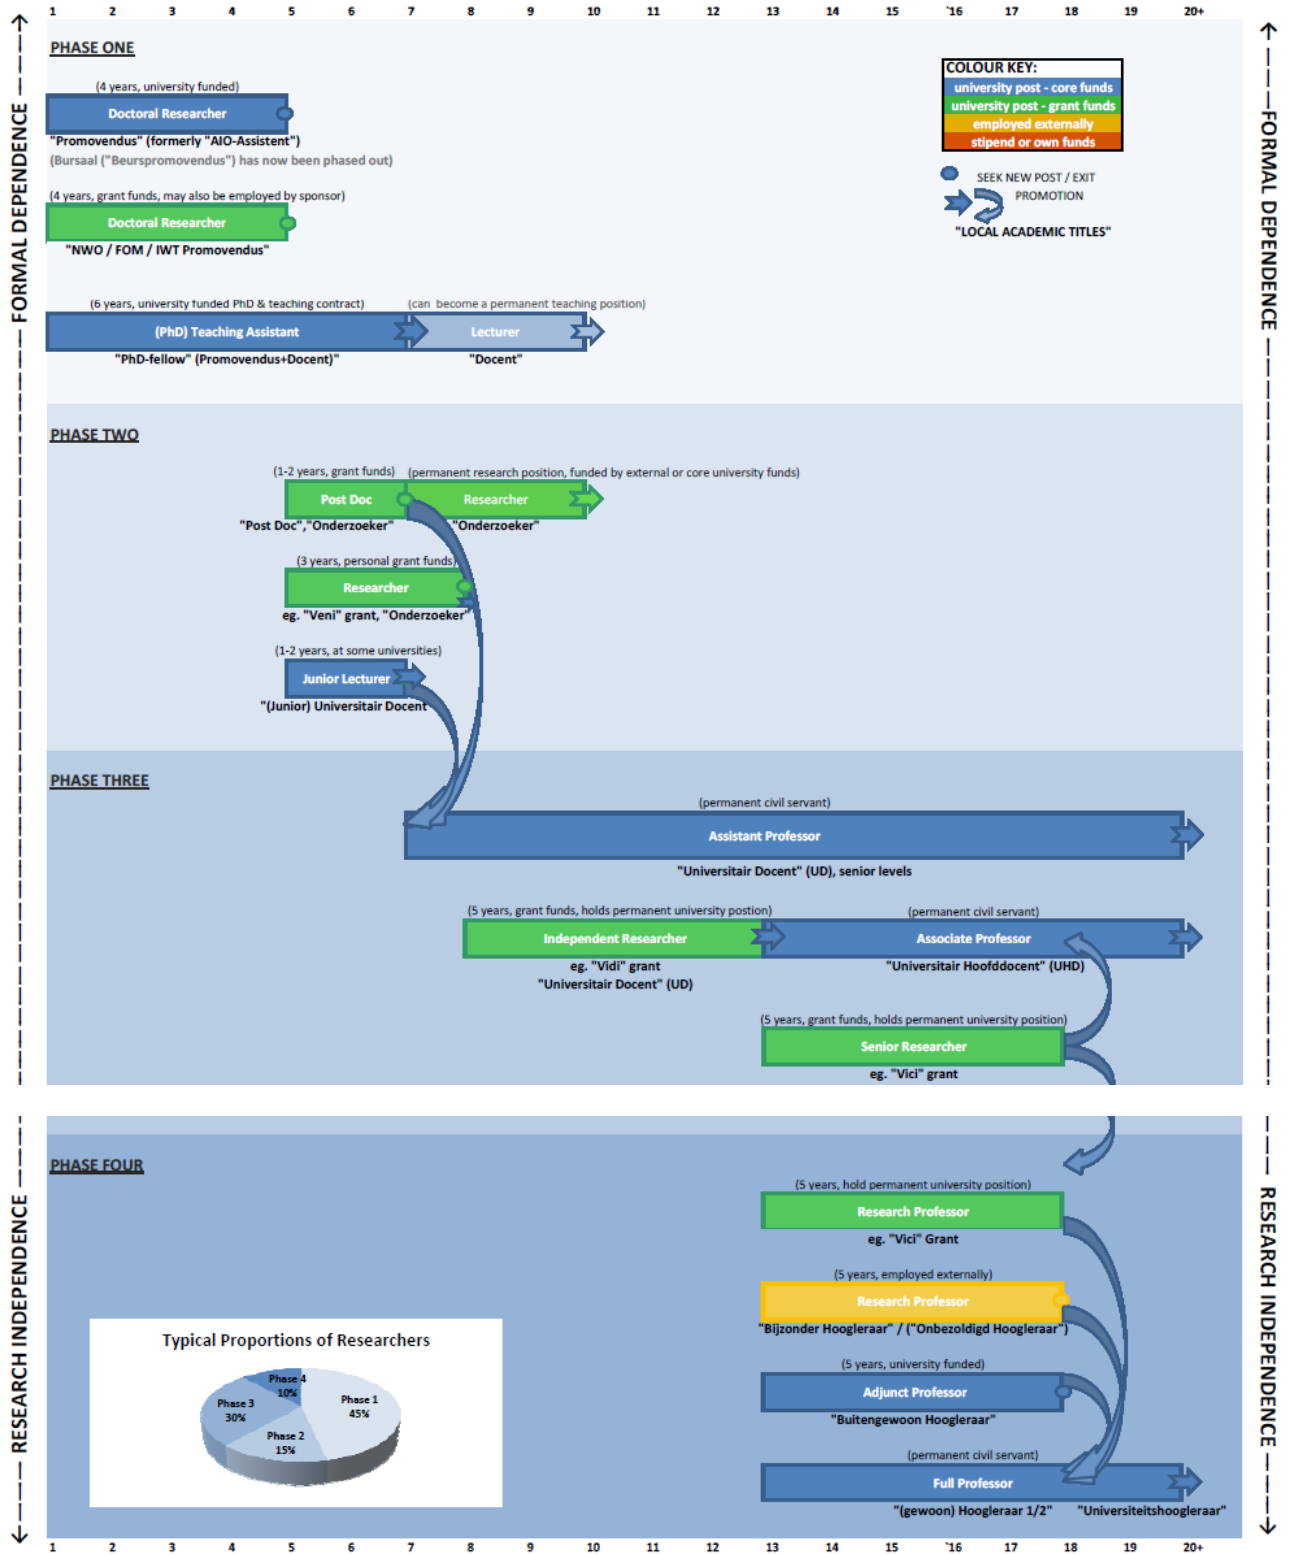 1 2 3 4 5 6 7 8 9 10 11 12 13 14 15 `16 17 18 19 20+
FORMAL DEPENDENCE
FORMAL DEPENDENCE
PHASE ONE
COLOUR KEY:
university post - core funds
university post - grant funds
employed externally
stipend or own funds
SEEK NEW POST / EXIT
PROMOTION
"LOCAL ACADEMIC TITLES"
(4 years, university funded)
Doctoral Researcher
"Promovendus" (formerly "AIO-Assistent")
(Bursaal ("Beurspromovendus") has now been phased out)
(4 years, grant funds, may also be employed by sponsor)
Doctoral Researcher
"NWO / FOM / IWT Promovendus"
(6 years, university funded PhD & teaching contract) (can become a permanent teaching position)
(PhD) Teaching Assistant Lecturer
"PhD-fellow" (Promovendus+Docent)" "Docent"
PHASE TWO
(1-2 years, grant funds) (permanent research position, funded by external or core university funds)
Post Doc Researcher
"Post Doc","Onderzoeker" "Onderzoeker"
(3 years, personal grant funds)
Researcher
eg. "Veni" grant, "Onderzoeker"
(1-2 years, at some universities)
Junior Lecturer
"(Junior) Universitair Docent
PHASE THREE
(permanent civil servant)
Assistant Professor
"Universitair Docent" (UD), senior levels
(5 years, grant funds, holds permanent university postion) (permanent civil servant)
Independent Researcher Associate Professor
eg. "Vidi" grant "Universitair Hoofddocent" (UHD)
"Universitair Docent" (UD)
(5 years, grant funds, holds permanent university position)
Senior Researcher
eg. "Vici" grant
RESEARCH INDEPENDENCE
RESEARCH INDEPENDENCE
PHASE FOUR
(5 years, hold permanent university position)
Research Professor
eg. "Vici" Grant
(5 years, employed externally)
Research Professor
"Bijzonder Hoogleraar" / ("Onbezoldigd Hoogleraar")
(5 years, university funded)
Adjunct Professor
"Buitengewoon Hoogleraar"
(permanent civil servant)
Full Professor
"(gewoon) Hoogleraar 1/2" "Universiteitshoogleraar"
Typical Proportions of Researchers
Phase 4
10%
Phase 1
45%
Phase 3
30%
Phase 2
15%
1 2 3 4 5 6 7 8 9 10 11 12 13 14 15 `16 17 18 19 20+